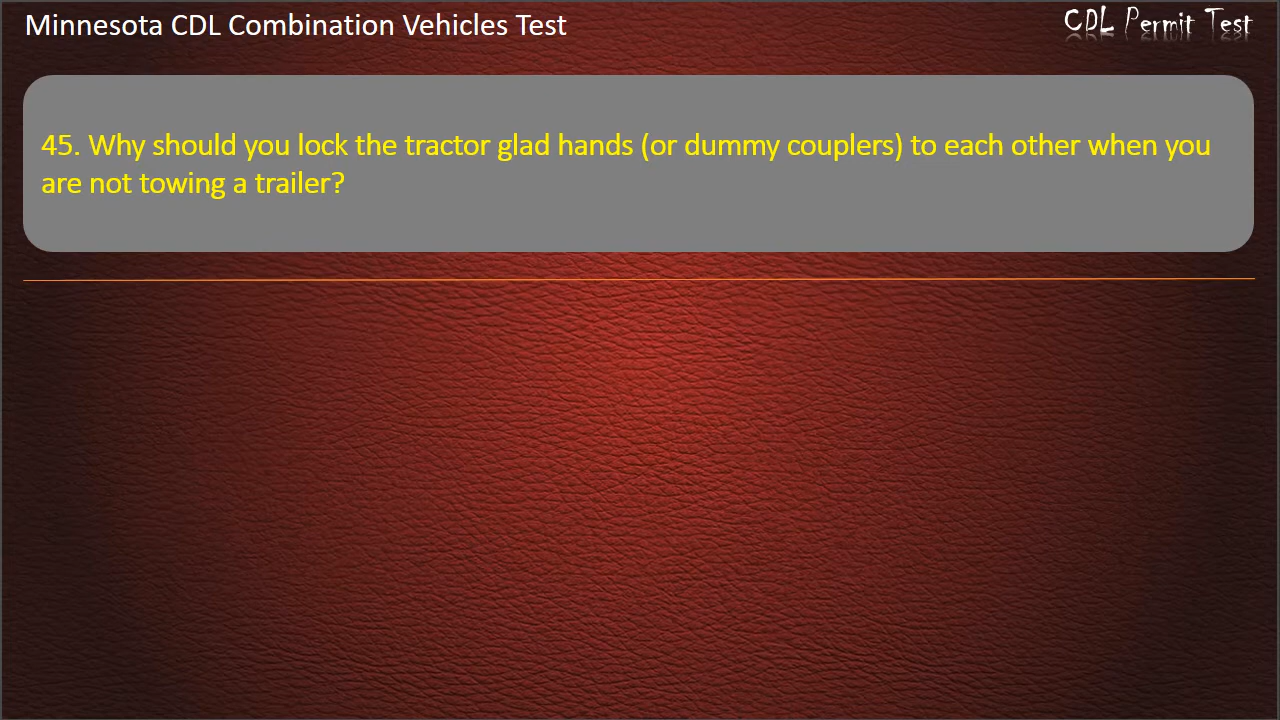 Minnesota CDL Combination Vehicles Test
CDL Permit Test
45. Why should you lock the tractor glad hands (or dummy couplers) to each other when you
are not towing a trailer?